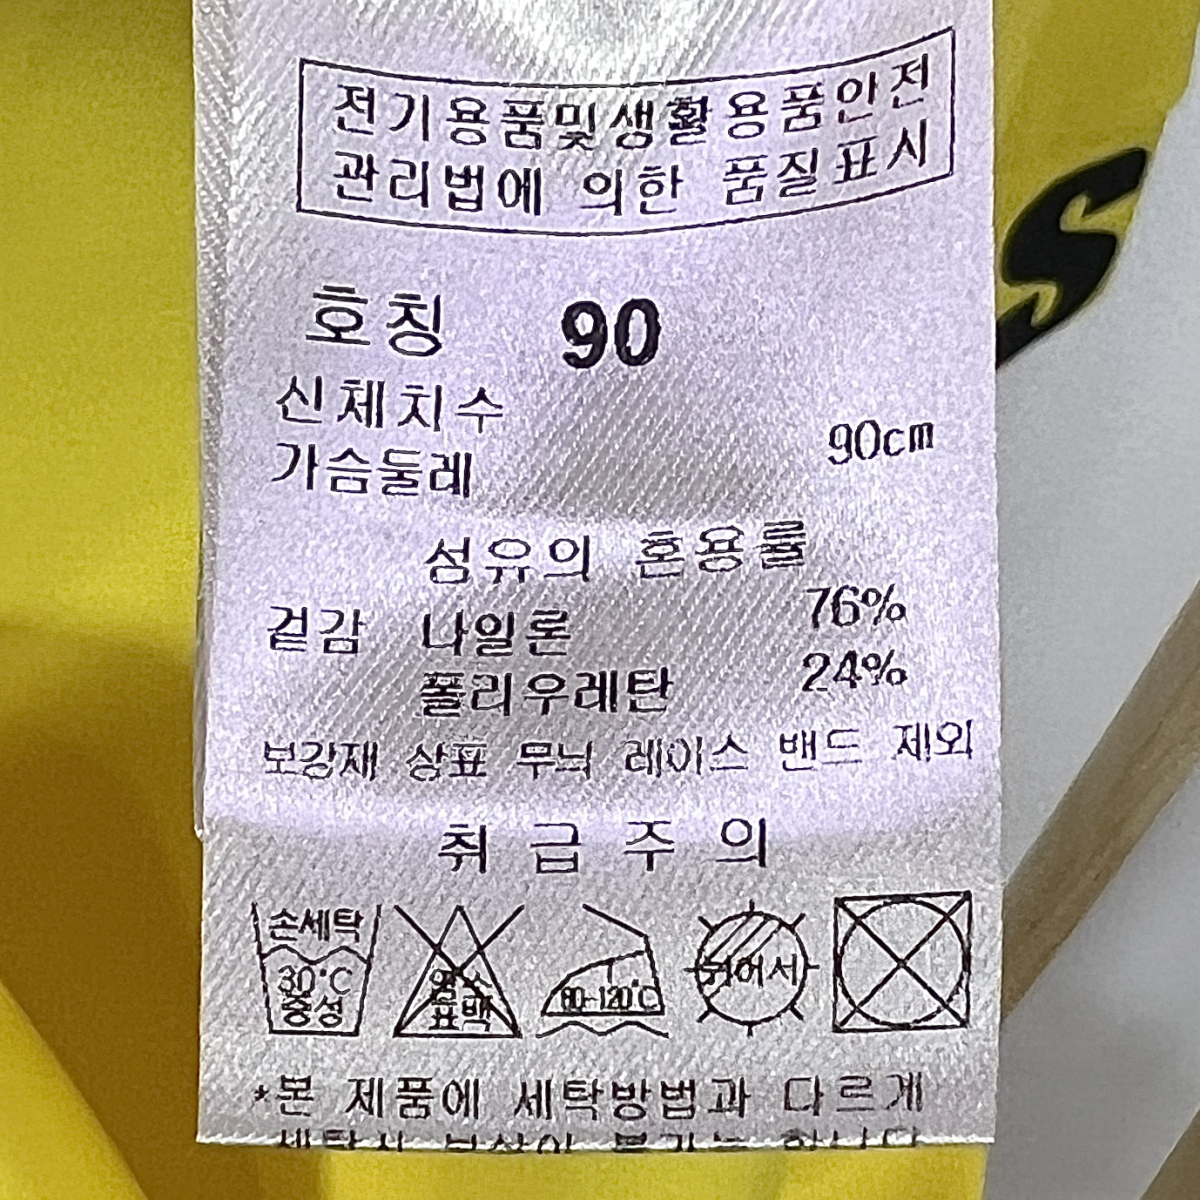 전기용품및생활용품안전
관리법에 의한 품질표시
호칭 90
신체치수
가슴둘레 90cm
섬유의 혼용률
겉감 나일론 76%
폴리우레탄 24%
보강재 상표 무늬 레이스 밴드 제외
취급주의
손세탁
30°C
중성
염소
표백
80~120°C
뉘어서
*본 제품에 세탁방법과 다르게
S